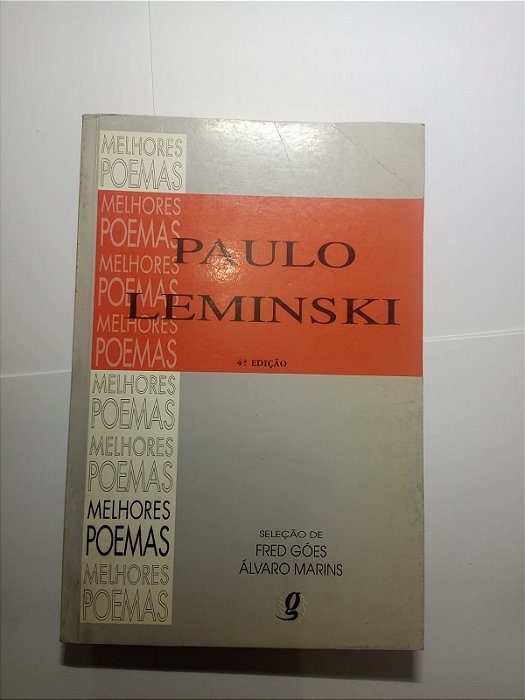 MELHORES
POEMAS
MELHORES
POEMAS
MELHORES
POEMAS
MELHORES
POEMAS
MELHORES
POEMAS
MELHORES
POEMAS
MELHORES
POEMAS
MELHORES
POEMAS
PAULO
LEMINSKI
4ª EDIÇÃO
SELEÇÃO DE
FRED GÓES
ÁLVARO MARINS
g